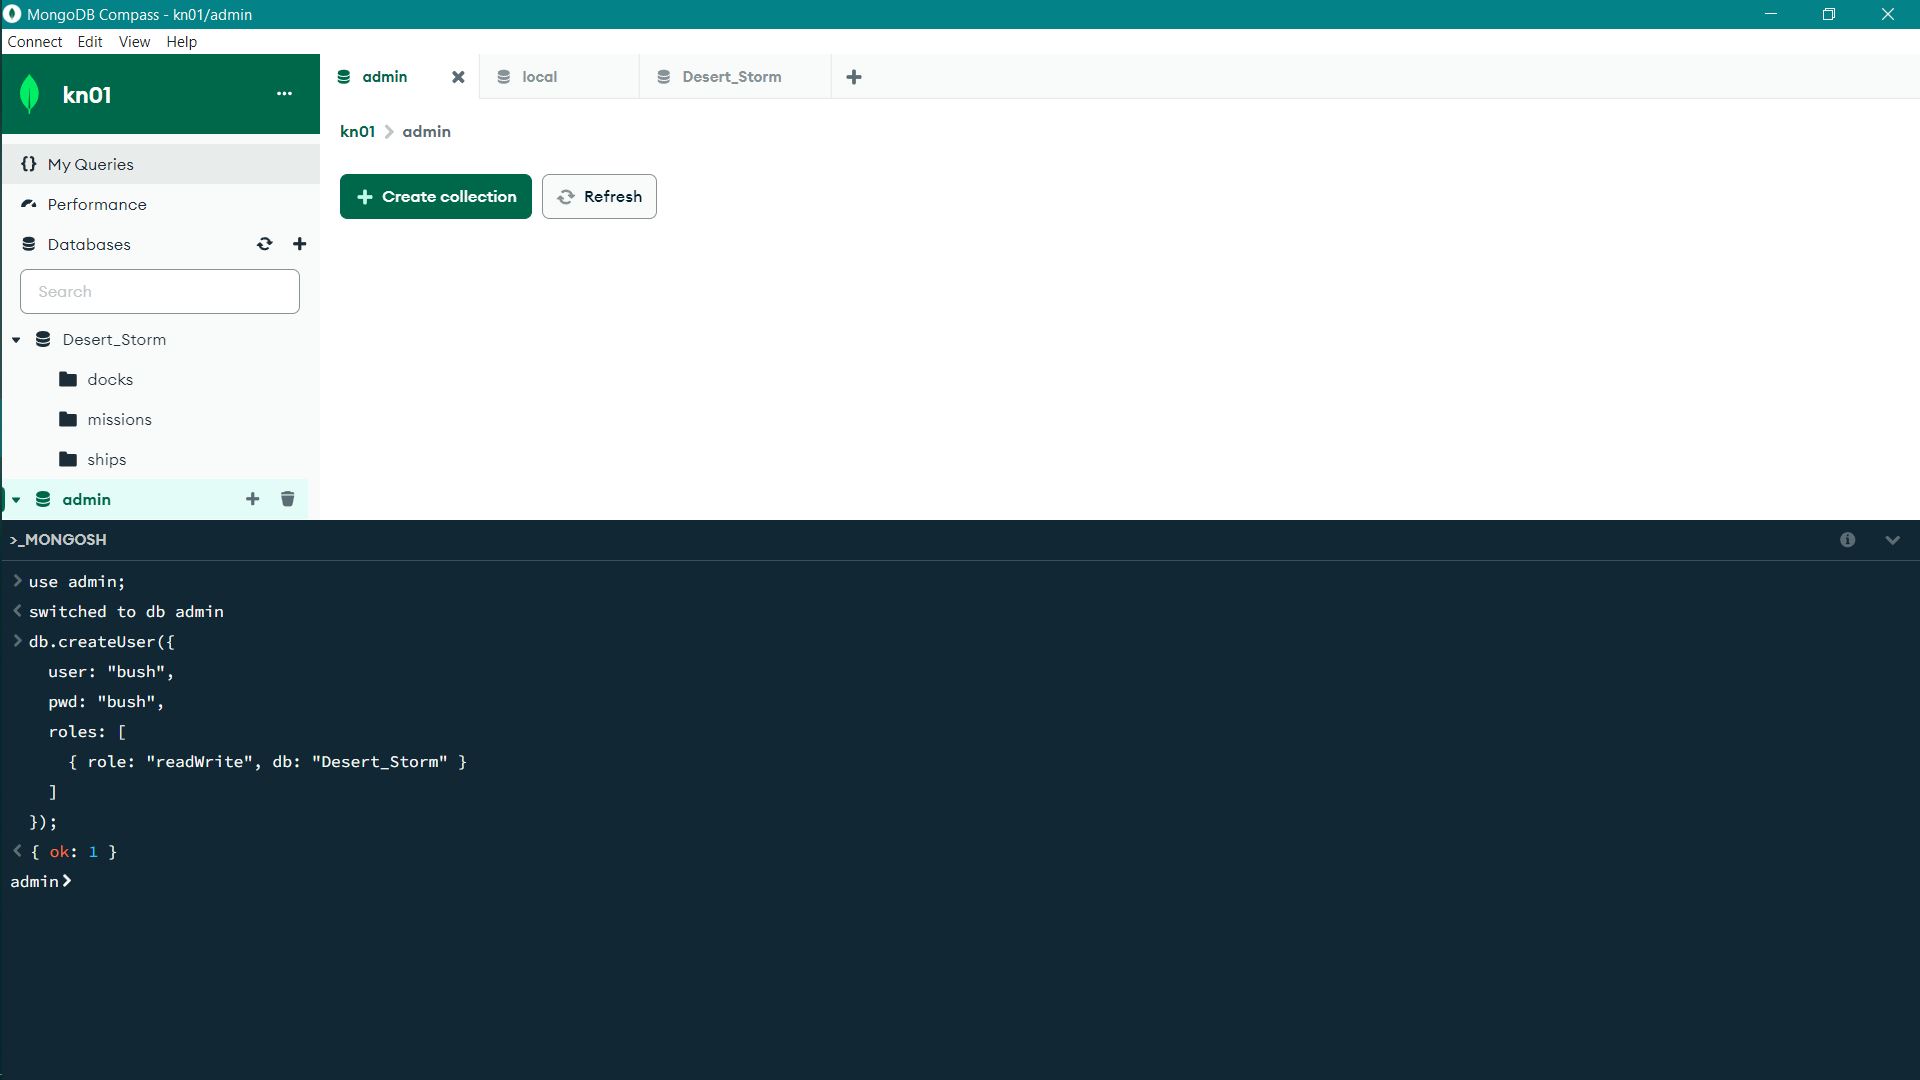 MongoDB Compass - kn01/admin
Connect Edit View Help
kn01 ...
admin local Desert_Storm
kn01 > admin
My Queries
Create collection Refresh
Performance
Databases
Search
Desert_Storm
docks
missions
ships
admin
>_MONGOSH
> use admin;
< switched to db admin
> db.createUser({
user: "bush",
pwd: "bush",
roles: [
{ role: "readWrite", db: "Desert_Storm" }
]
});
< { ok: 1 }
admin>